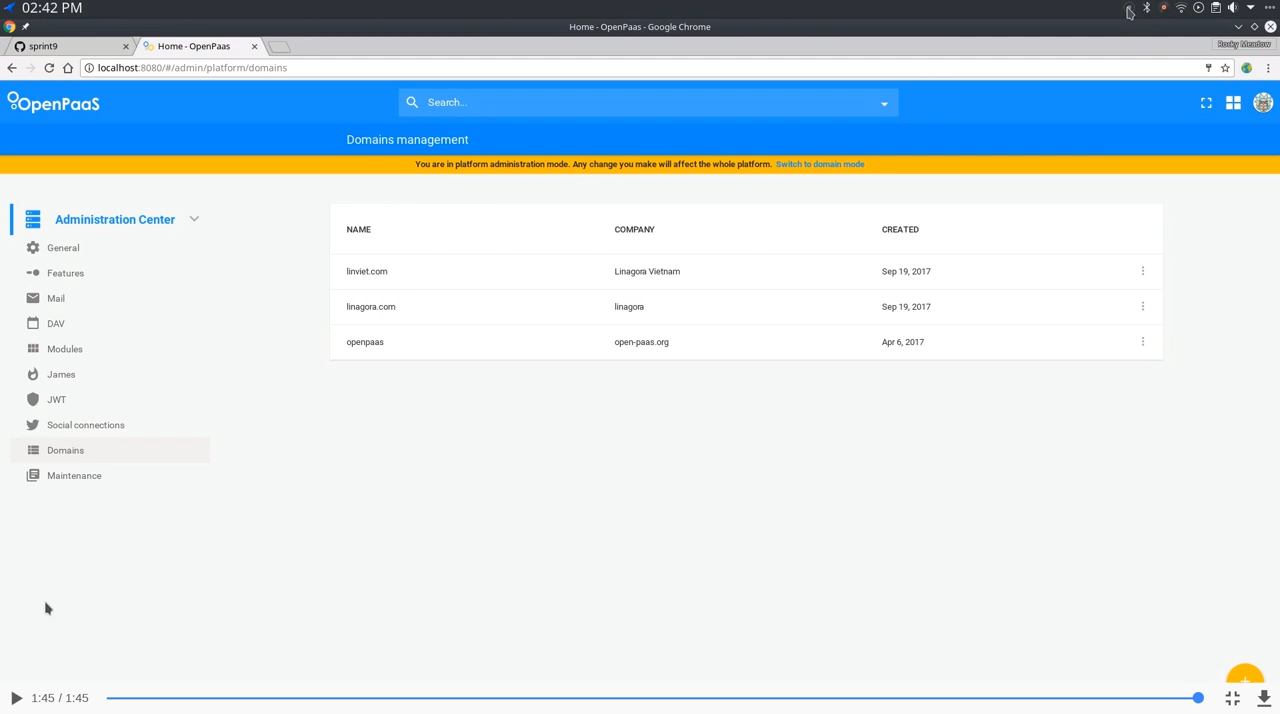 02:42 PM
Home - OpenPaas - Google Chrome
sprint9
Home - OpenPaas
Rocky Meadow
localhost:8080/#/admin/platform/domains
OpenPaaS
Search...
Domains management
You are in platform administration mode. Any change you make will affect the whole platform. Switch to domain mode
Administration Center
General
Features
Mail
DAV
Modules
James
JWT
Social connections
Domains
Maintenance
NAME COMPANY CREATED
linviet.com Linagora Vietnam Sep 19, 2017
linagora.com linagora Sep 19, 2017
openpaas open-paas.org Apr 6, 2017
1:45 / 1:45